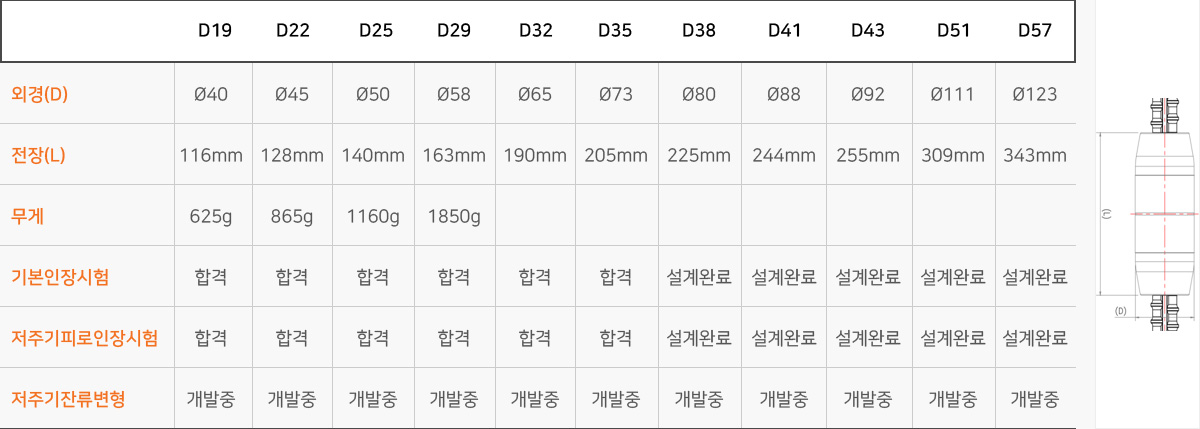 D19 D22 D25 D29 D32 D35 D38 D41 D43 D51 D57
외경(D) Ø40 Ø45 Ø50 Ø58 Ø65 Ø73 Ø80 Ø88 Ø92 Ø111 Ø123
전장(L) 116mm 128mm 140mm 163mm 190mm 205mm 225mm 244mm 255mm 309mm 343mm
무게 625g 865g 1160g 1850g
기본인장시험 합격 합격 합격 합격 합격 합격 설계완료 설계완료 설계완료 설계완료 설계완료
저주기피로인장시험 합격 합격 합격 합격 합격 합격 설계완료 설계완료 설계완료 설계완료 설계완료
저주기잔류변형 개발중 개발중 개발중 개발중 개발중 개발중 개발중 개발중 개발중 개발중 개발중
(L)
(D)